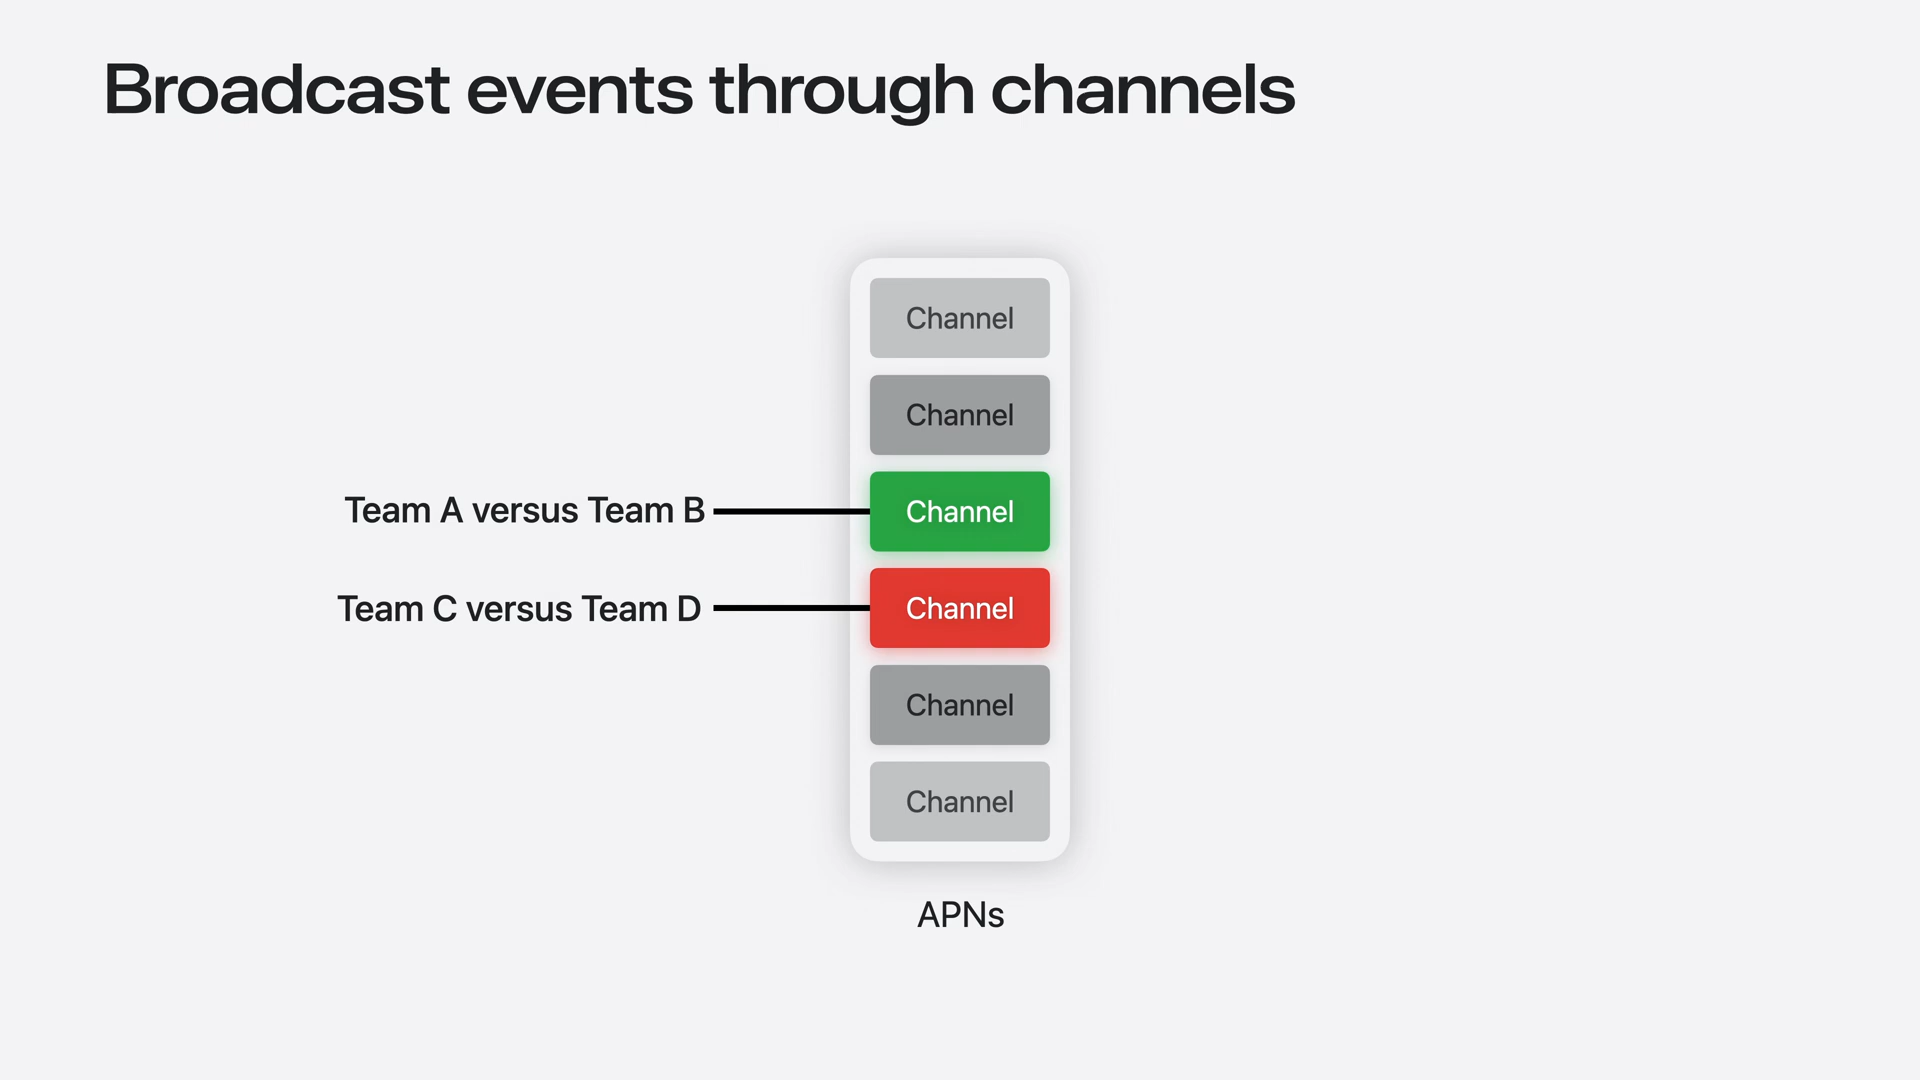 Broadcast events through channels
Channel
Channel
Team A versus Team B
Channel
Team C versus Team D
Channel
Channel
Channel
APNs